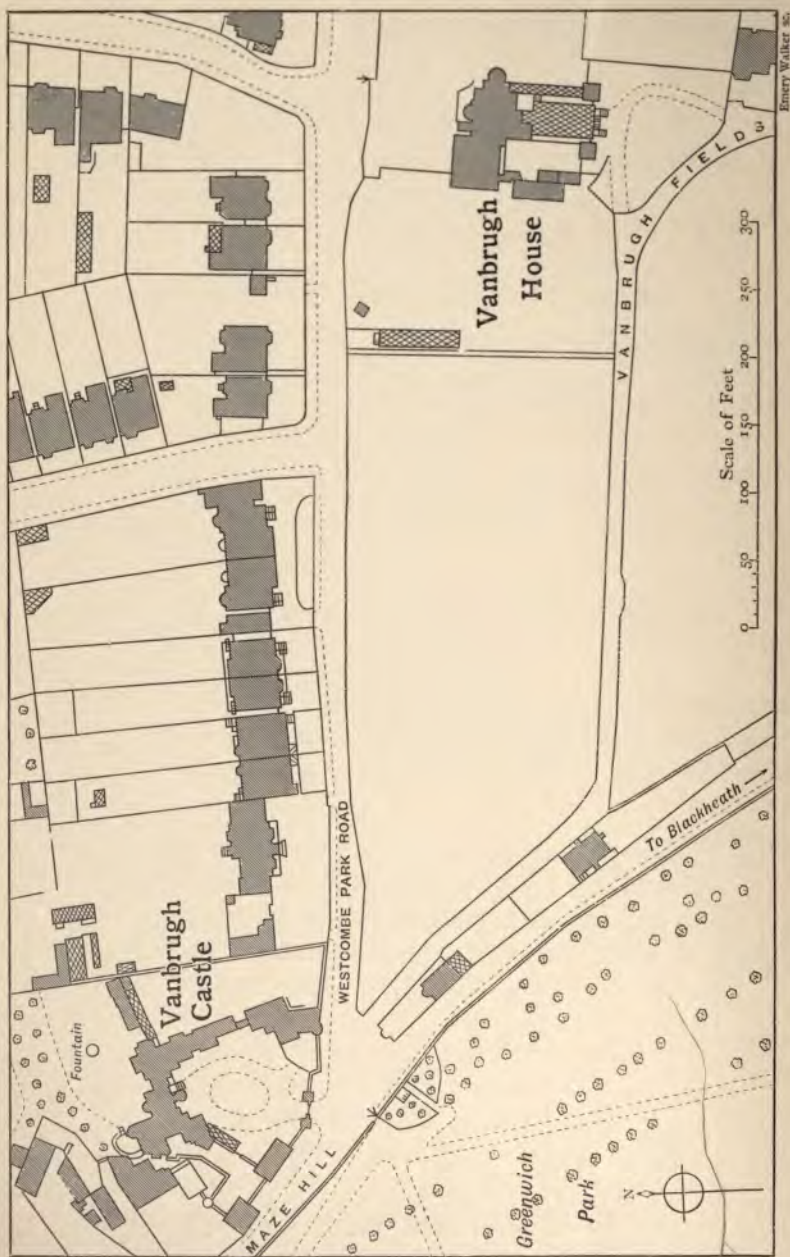 Fountain
Vanbrugh
Castle
MAZE HILL
WESTCOMBE PARK ROAD
Greenwich
Park
N
To Blackheath
Vanbrugh
House
VANBRUGH FIELDS
Scale of Feet
0 50 100 150 200 250 300
Emery Walker sc.